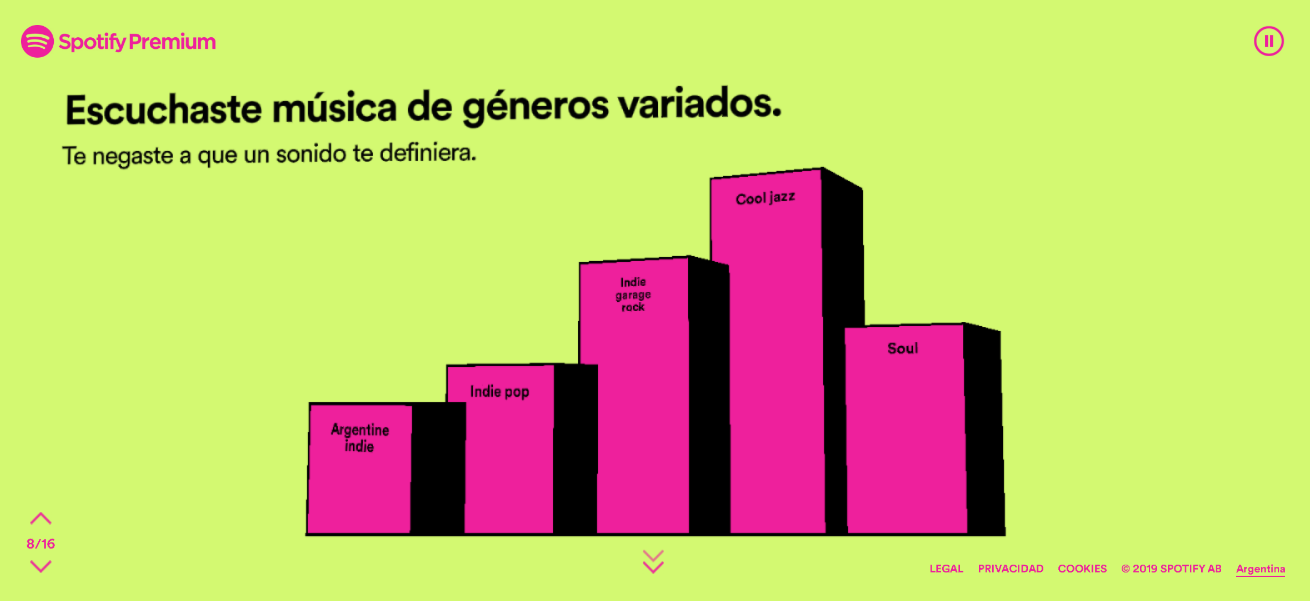 Spotify Premium
Escuchaste música de géneros variados.
Te negaste a que un sonido te definiera.
Cool jazz
Indie
garage
rock
Soul
Indie pop
Argentine
indie
8/16
LEGAL PRIVACIDAD COOKIES © 2019 SPOTIFY AB Argentina